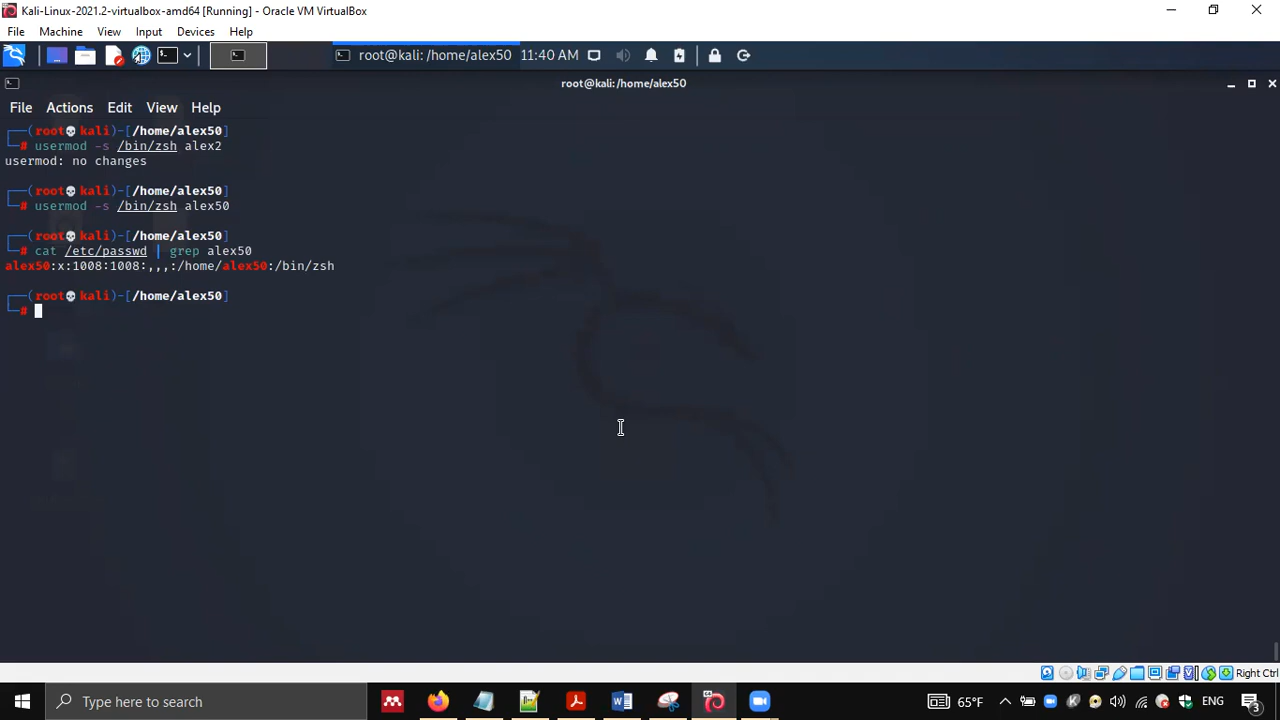 Kali-Linux-2021.2-virtualbox-amd64 [Running] - Oracle VM VirtualBox
File Machine View Input Devices Help
root@kali: /home/alex50 11:40 AM
root@kali:/home/alex50
File Actions Edit View Help
┌──(root💀kali)-[/home/alex50]
└─# usermod -s /bin/zsh alex2
usermod: no changes
┌──(root💀kali)-[/home/alex50]
└─# usermod -s /bin/zsh alex50
┌──(root💀kali)-[/home/alex50]
└─# cat /etc/passwd | grep alex50
alex50:x:1008:1008:,,,:/home/alex50:/bin/zsh
┌──(root💀kali)-[/home/alex50]
└─#
Right Ctrl
Type here to search
65°F
ENG
3